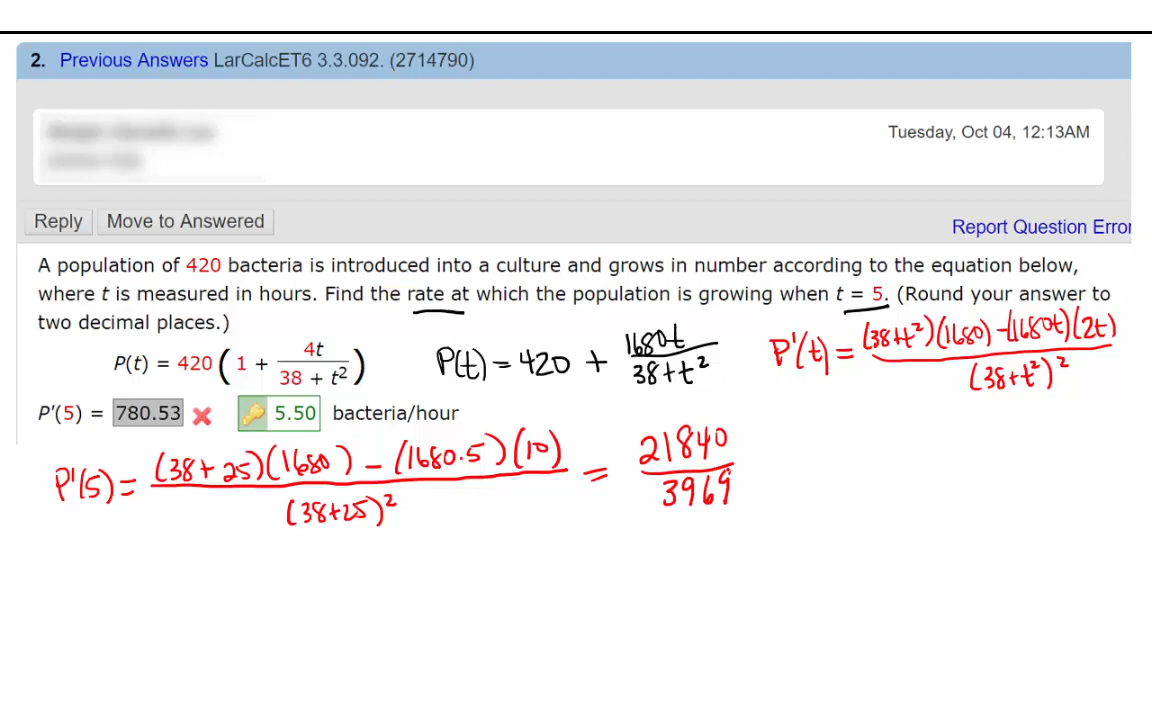 2. Previous Answers LarCalcET6 3.3.092. (2714790)
Tuesday, Oct 04, 12:13AM
Reply Move to Answered
Report Question Error
A population of 420 bacteria is introduced into a culture and grows in number according to the equation below,
where t is measured in hours. Find the rate at which the population is growing when t = 5. (Round your answer to
two decimal places.)
P(t) = 420 ( 1 + 4t / (38 + t²) )
P(t) = 420 + 1680t / (38+t²)
P'(t) = ((38+t²)(1680) - (1680t)(2t)) / (38+t²)²
P'(5) = 780.53 5.50 bacteria/hour
P'(5) = ((38+25)(1680) - (1680·5)(10)) / (38+25)² = 21840 / 3969